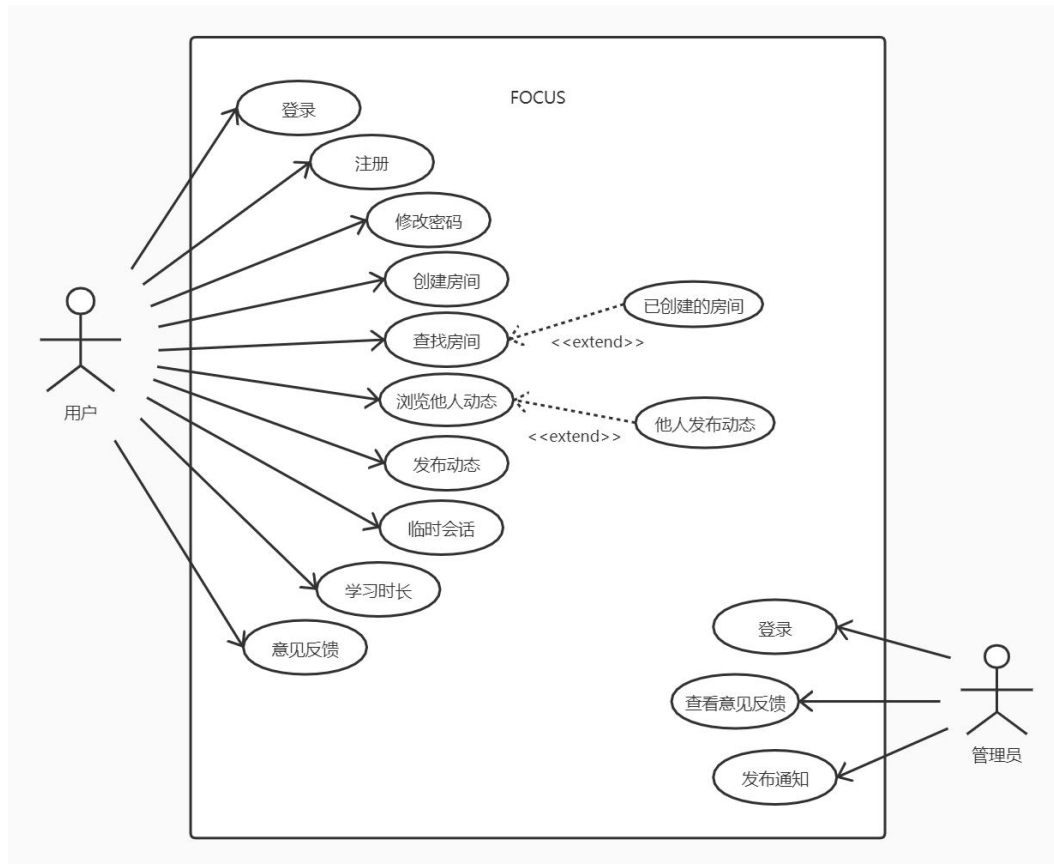 FOCUS
登录
注册
修改密码
创建房间
已创建的房间
查找房间
<<extend>>
浏览他人动态
他人发布动态
<<extend>>
用户
发布动态
临时会话
学习时长
登录
意见反馈
查看意见反馈
管理员
发布通知